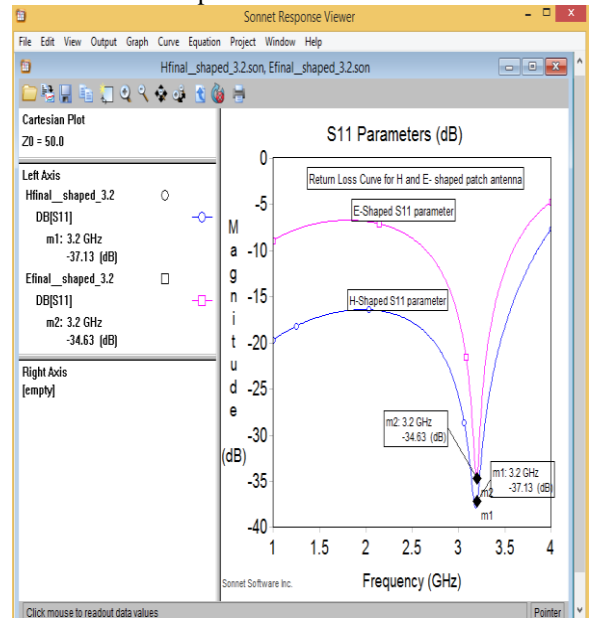 Sonnet Response Viewer
File Edit View Output Graph Curve Equation Project Window Help
Hfinal__shaped_3.2.son, Efinal__shaped_3.2.son
Cartesian Plot
Z0 = 50.0
Left Axis
Hfinal__shaped_3.2
DB[S11]
m1: 3.2 GHz
-37.13 (dB)
Efinal__shaped_3.2
DB[S11]
m2: 3.2 GHz
-34.63 (dB)
Right Axis
[empty]
S11 Parameters (dB)
Return Loss Curve for H and E- shaped patch antenna
E-Shaped S11 parameter
H-Shaped S11 parameter
Magnitude
(dB)
0
-5
-10
-15
-20
-25
-30
-35
-40
m2: 3.2 GHz
-34.63 (dB)
m1: 3.2 GHz
-37.13 (dB)
m2
m1
1 1.5 2 2.5 3 3.5 4
Sonnet Software Inc.
Frequency (GHz)
Click mouse to readout data values
Pointer